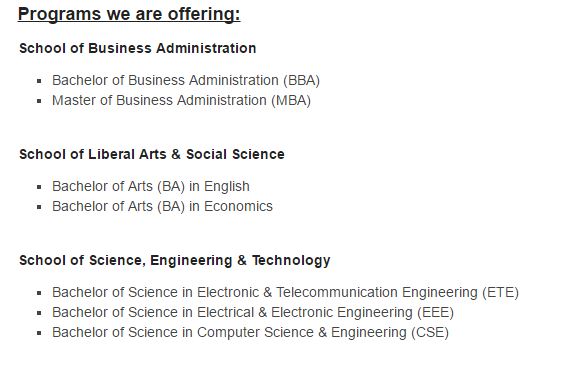 Programs we are offering:
School of Business Administration
Bachelor of Business Administration (BBA)
Master of Business Administration (MBA)
School of Liberal Arts & Social Science
Bachelor of Arts (BA) in English
Bachelor of Arts (BA) in Economics
School of Science, Engineering & Technology
Bachelor of Science in Electronic & Telecommunication Engineering (ETE)
Bachelor of Science in Electrical & Electronic Engineering (EEE)
Bachelor of Science in Computer Science & Engineering (CSE)